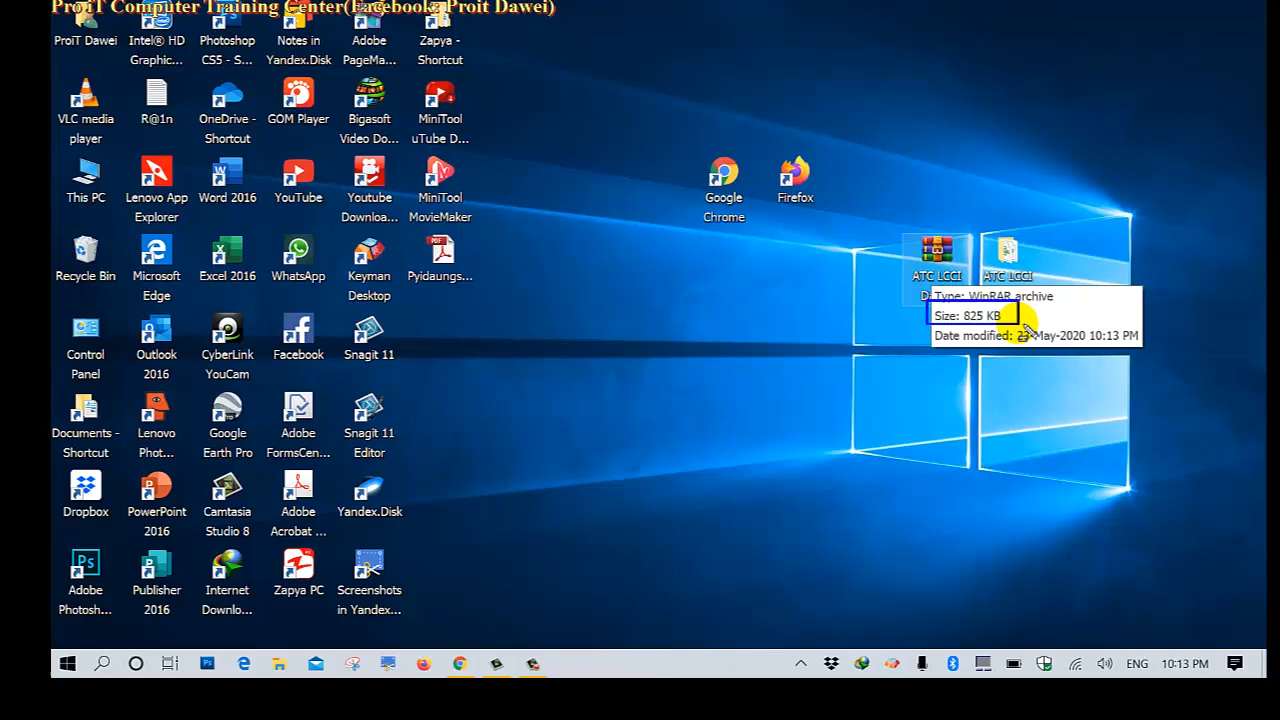 Pro iT Computer Training Center(Facebook: Proit Dawei)
ProiT Dawei
Intel® HD
Graphic...
Photoshop
CS5 - S...
Notes in
Yandex.Disk
Adobe
PageMa...
Zapya -
Shortcut
VLC media
player
R@1n
OneDrive -
Shortcut
GOM Player
Bigasoft
Video Do...
MiniTool
uTube D...
This PC
Lenovo App
Explorer
Word 2016
YouTube
Youtube
Downloa...
MiniTool
MovieMaker
Google
Chrome
Firefox
Recycle Bin
Microsoft
Edge
Excel 2016
WhatsApp
Keyman
Desktop
Pyidaungs...
ATC LCCI
ATC LCCI
Type: WinRAR archive
Size: 825 KB
Date modified: 23-May-2020 10:13 PM
Control
Panel
Outlook
2016
CyberLink
YouCam
Facebook
Snagit 11
Documents -
Shortcut
Lenovo
Phot...
Google
Earth Pro
Adobe
FormsCen...
Snagit 11
Editor
Dropbox
PowerPoint
2016
Camtasia
Studio 8
Adobe
Acrobat ...
Yandex.Disk
Adobe
Photosh...
Publisher
2016
Internet
Downlo...
Zapya PC
Screenshots
in Yandex...
ENG
10:13 PM